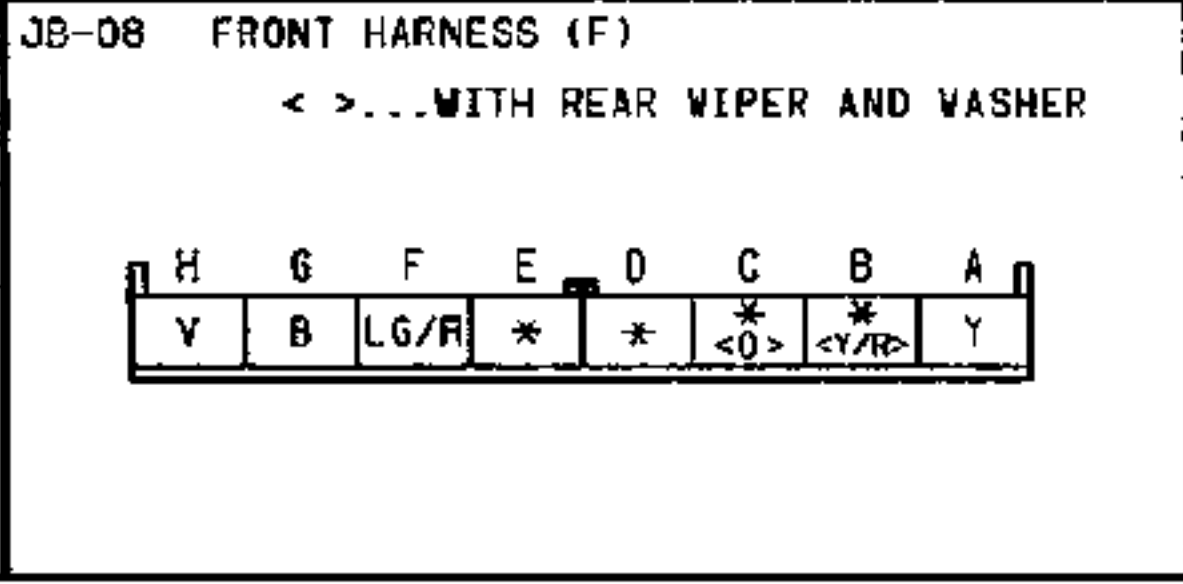 JB-08 FRONT HARNESS (F)
< >...WITH REAR WIPER AND WASHER
H G F E D C B A
V B LG/R * * * * Y
<O> <Y/R>